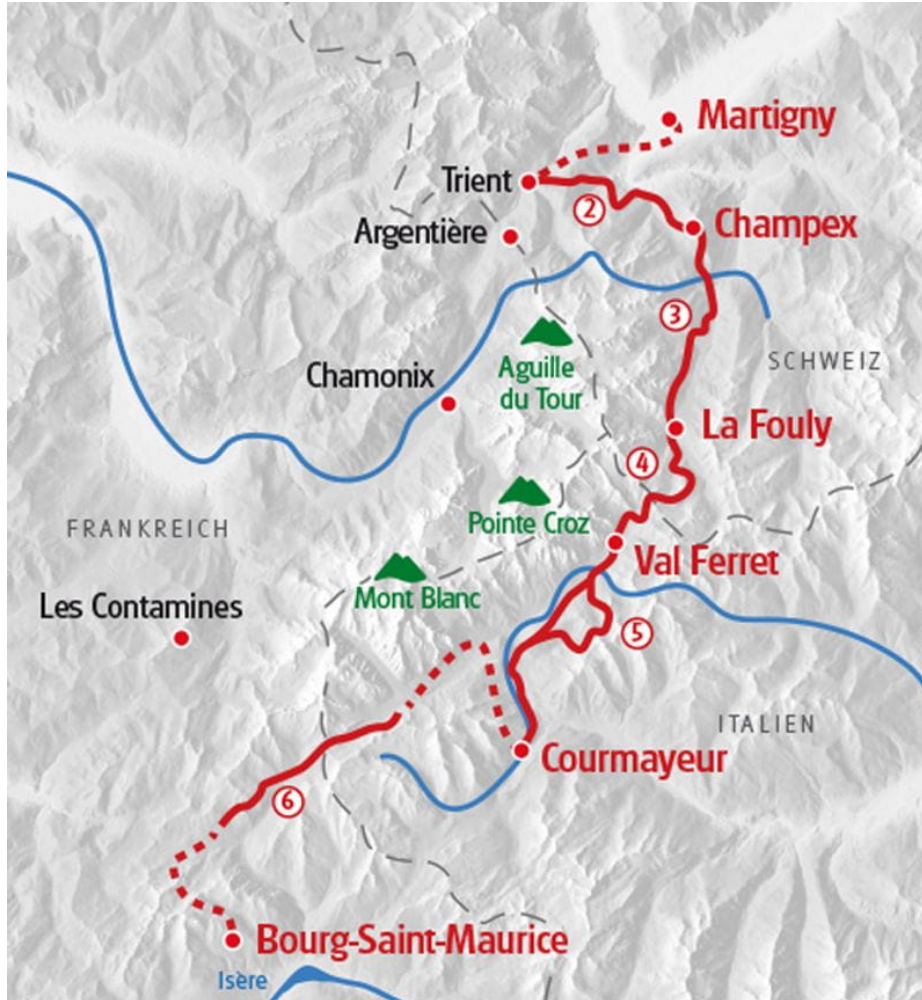 Martigny
Trient
②
Champex
Argentière
③
SCHWEIZ
Aguille
du Tour
Chamonix
La Fouly
④
Pointe Croz
FRANKREICH
Val Ferret
Mont Blanc
Les Contamines
⑤
ITALIEN
Courmayeur
⑥
Bourg-Saint-Maurice
Isère